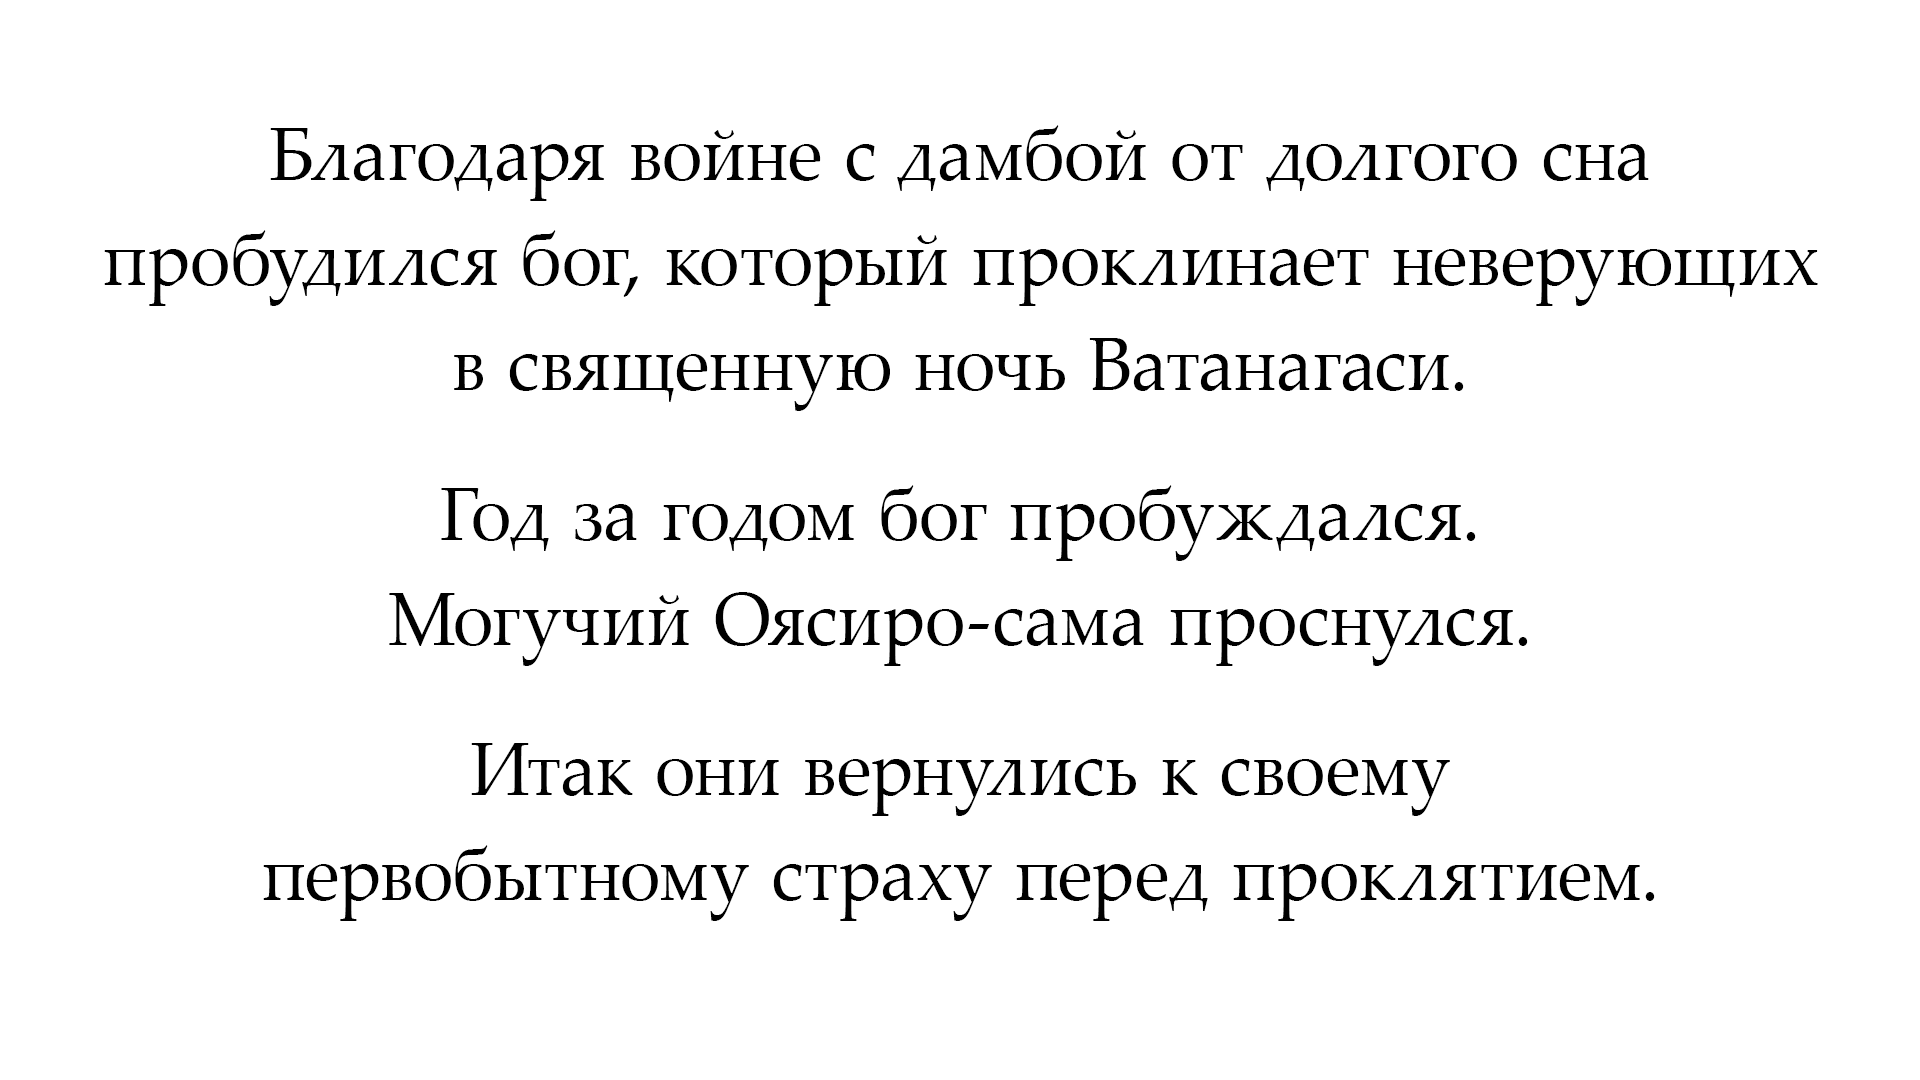 Благодаря войне с дамбой от долгого сна
пробудился бог, который проклинает неверующих
в священную ночь Ватанагаси.
Год за годом бог пробуждался.
Могучий Оясиро-сама проснулся.
Итак они вернулись к своему
первобытному страху перед проклятием.